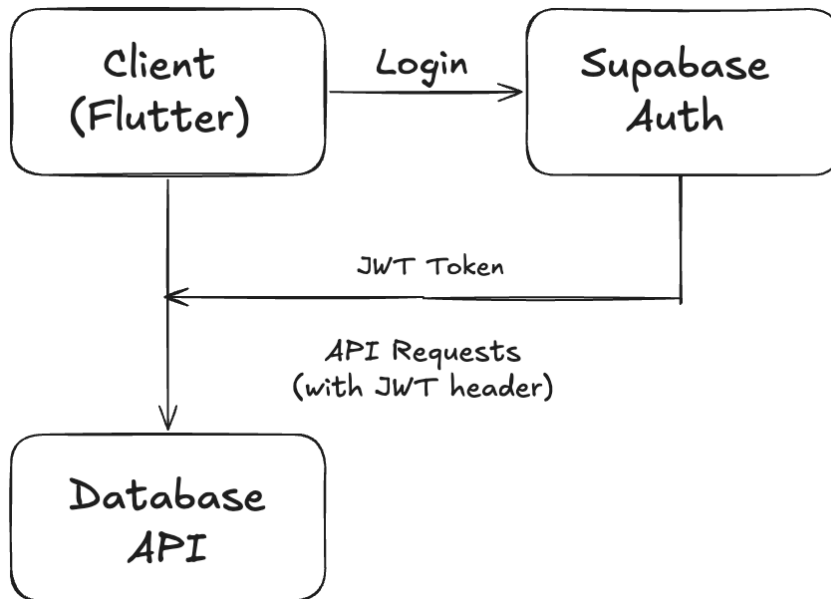 Client
(Flutter)
Login
Supabase
Auth
JWT Token
API Requests
(with JWT header)
Database
API